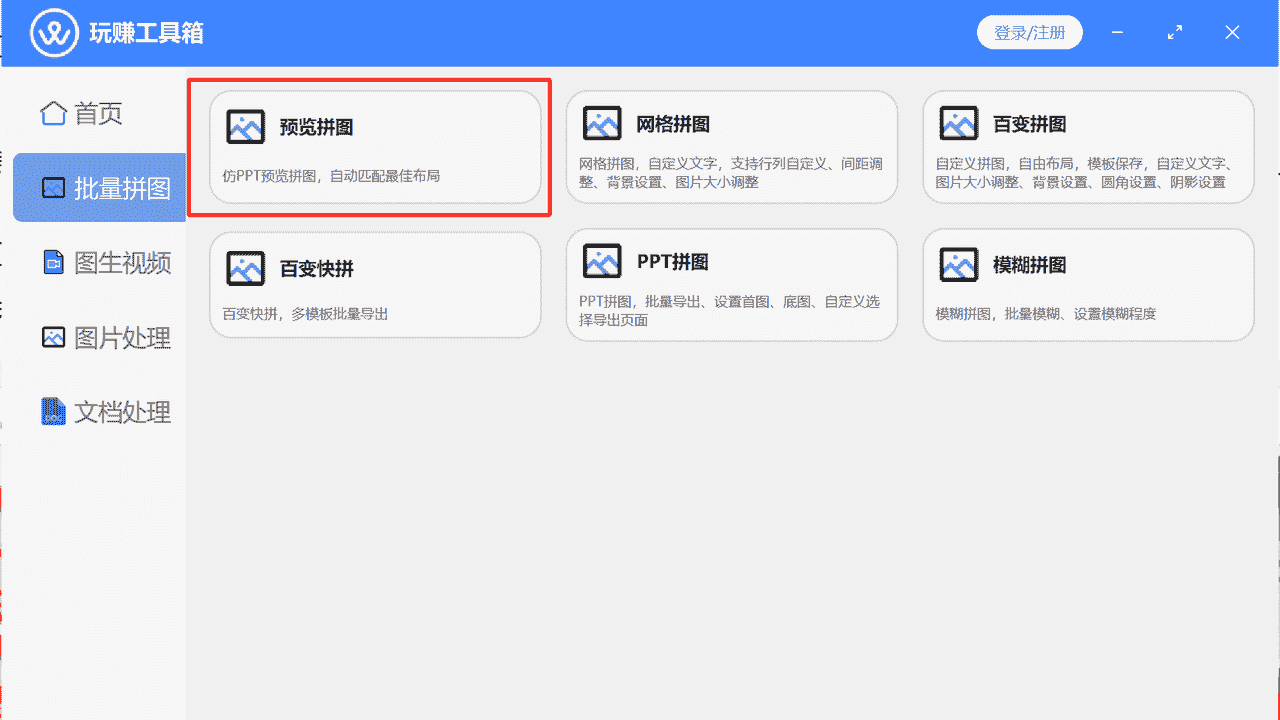 玩赚工具箱
登录/注册
首页
批量拼图
图生视频
图片处理
文档处理
预览拼图
仿PPT预览拼图，自动匹配最佳布局
网格拼图
网格拼图，自定义文字，支持行列自定义、间距调
整、背景设置、图片大小调整
百变拼图
自定义拼图，自由布局，模板保存，自定义文字、
图片大小调整、背景设置、圆角设置、阴影设置
百变快拼
百变快拼，多模板批量导出
PPT拼图
PPT拼图，批量导出、设置首图、底图、自定义选
择导出页面
模糊拼图
模糊拼图，批量模糊、设置模糊程度